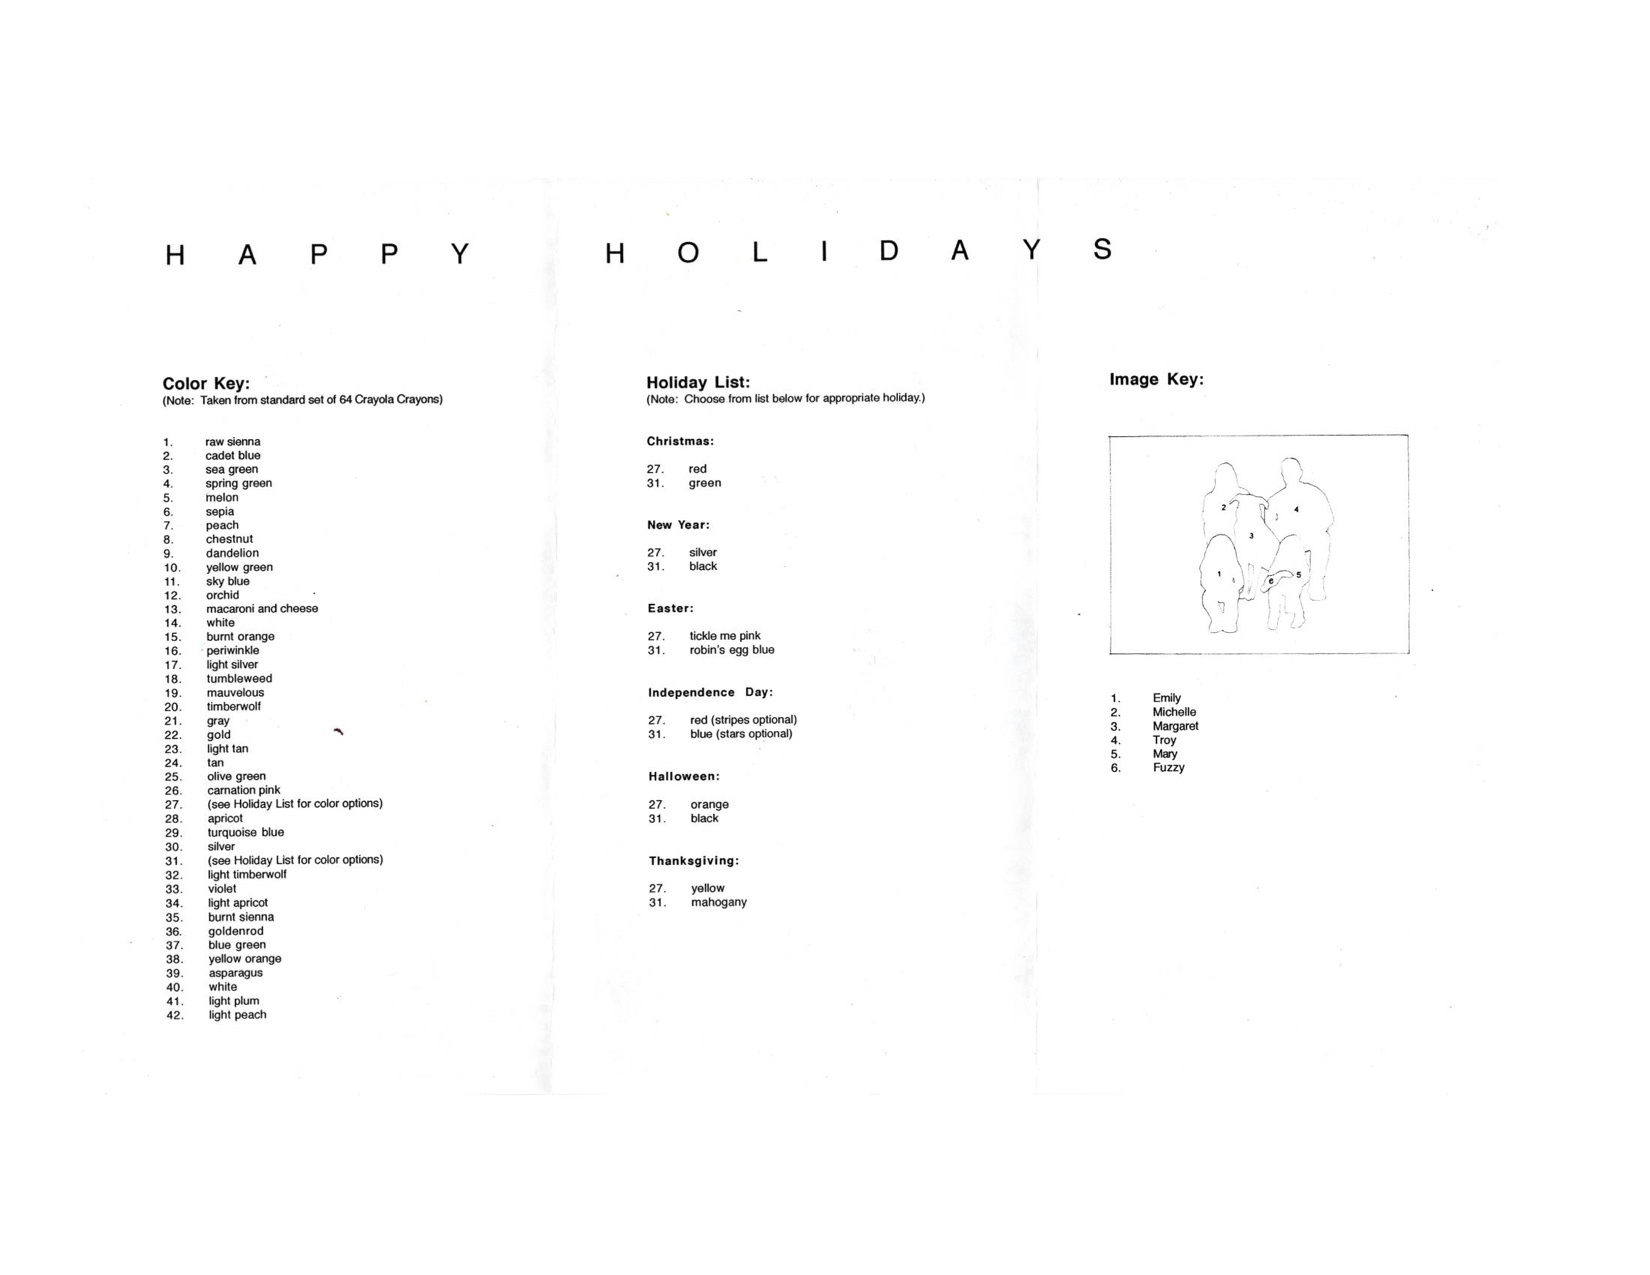 HAPPY HOLIDAYS
Color Key:
(Note: Taken from standard set of 64 Crayola Crayons)
1. raw sienna
2. cadet blue
3. sea green
4. spring green
5. melon
6. sepia
7. peach
8. chestnut
9. dandelion
10. yellow green
11. sky blue
12. orchid
13. macaroni and cheese
14. white
15. burnt orange
16. periwinkle
17. light silver
18. tumbleweed
19. mauvelous
20. timberwolf
21. gray
22. gold
23. light tan
24. tan
25. olive green
26. carnation pink
27. (see Holiday List for color options)
28. apricot
29. turquoise blue
30. silver
31. (see Holiday List for color options)
32. light timberwolf
33. violet
34. light apricot
35. burnt sienna
36. goldenrod
37. blue green
38. yellow orange
39. asparagus
40. white
41. light plum
42. light peach
Holiday List:
(Note: Choose from list below for appropriate holiday.)
Christmas:
27. red
31. green
New Year:
27. silver
31. black
Easter:
27. tickle me pink
31. robin's egg blue
Independence Day:
27. red (stripes optional)
31. blue (stars optional)
Halloween:
27. orange
31. black
Thanksgiving:
27. yellow
31. mahogany
Image Key:
2
4
3
1
6
5
1. Emily
2. Michelle
3. Margaret
4. Troy
5. Mary
6. Fuzzy